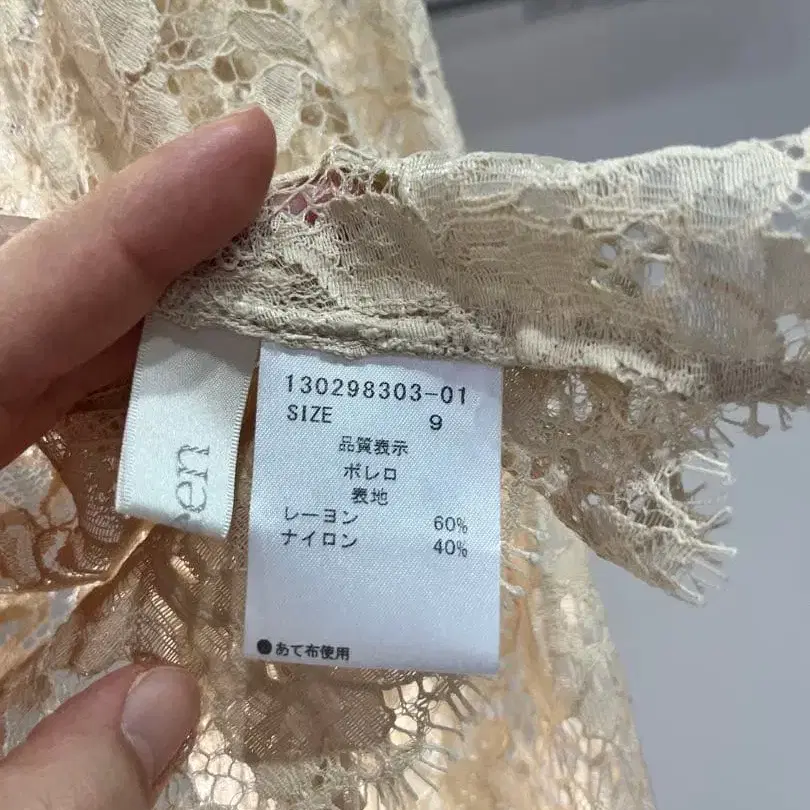 130298303-01
SIZE 9
品質表示
ボレロ
表地
レーヨン 60%
ナイロン 40%
●あて布使用